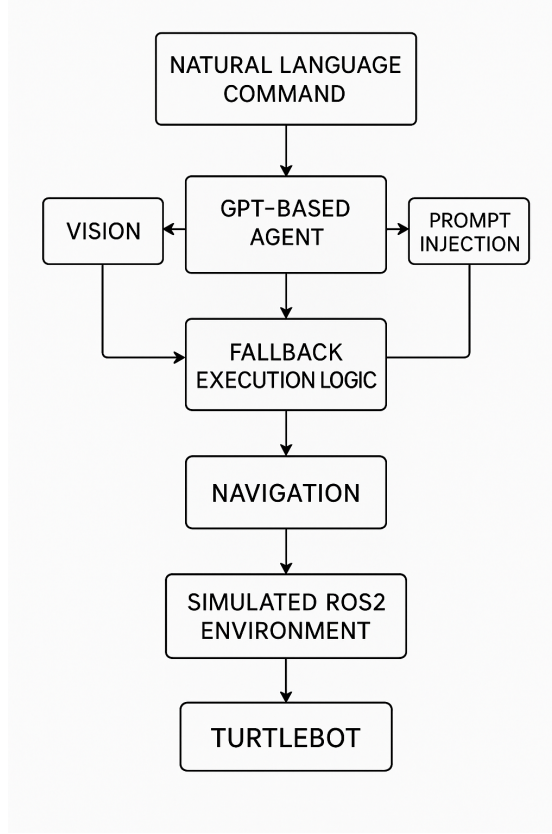 NATURAL LANGUAGE
COMMAND
GPT-BASED
AGENT
VISION
PROMPT
INJECTION
FALLBACK
EXECUTION LOGIC
NAVIGATION
SIMULATED ROS2
ENVIRONMENT
TURTLEBOT